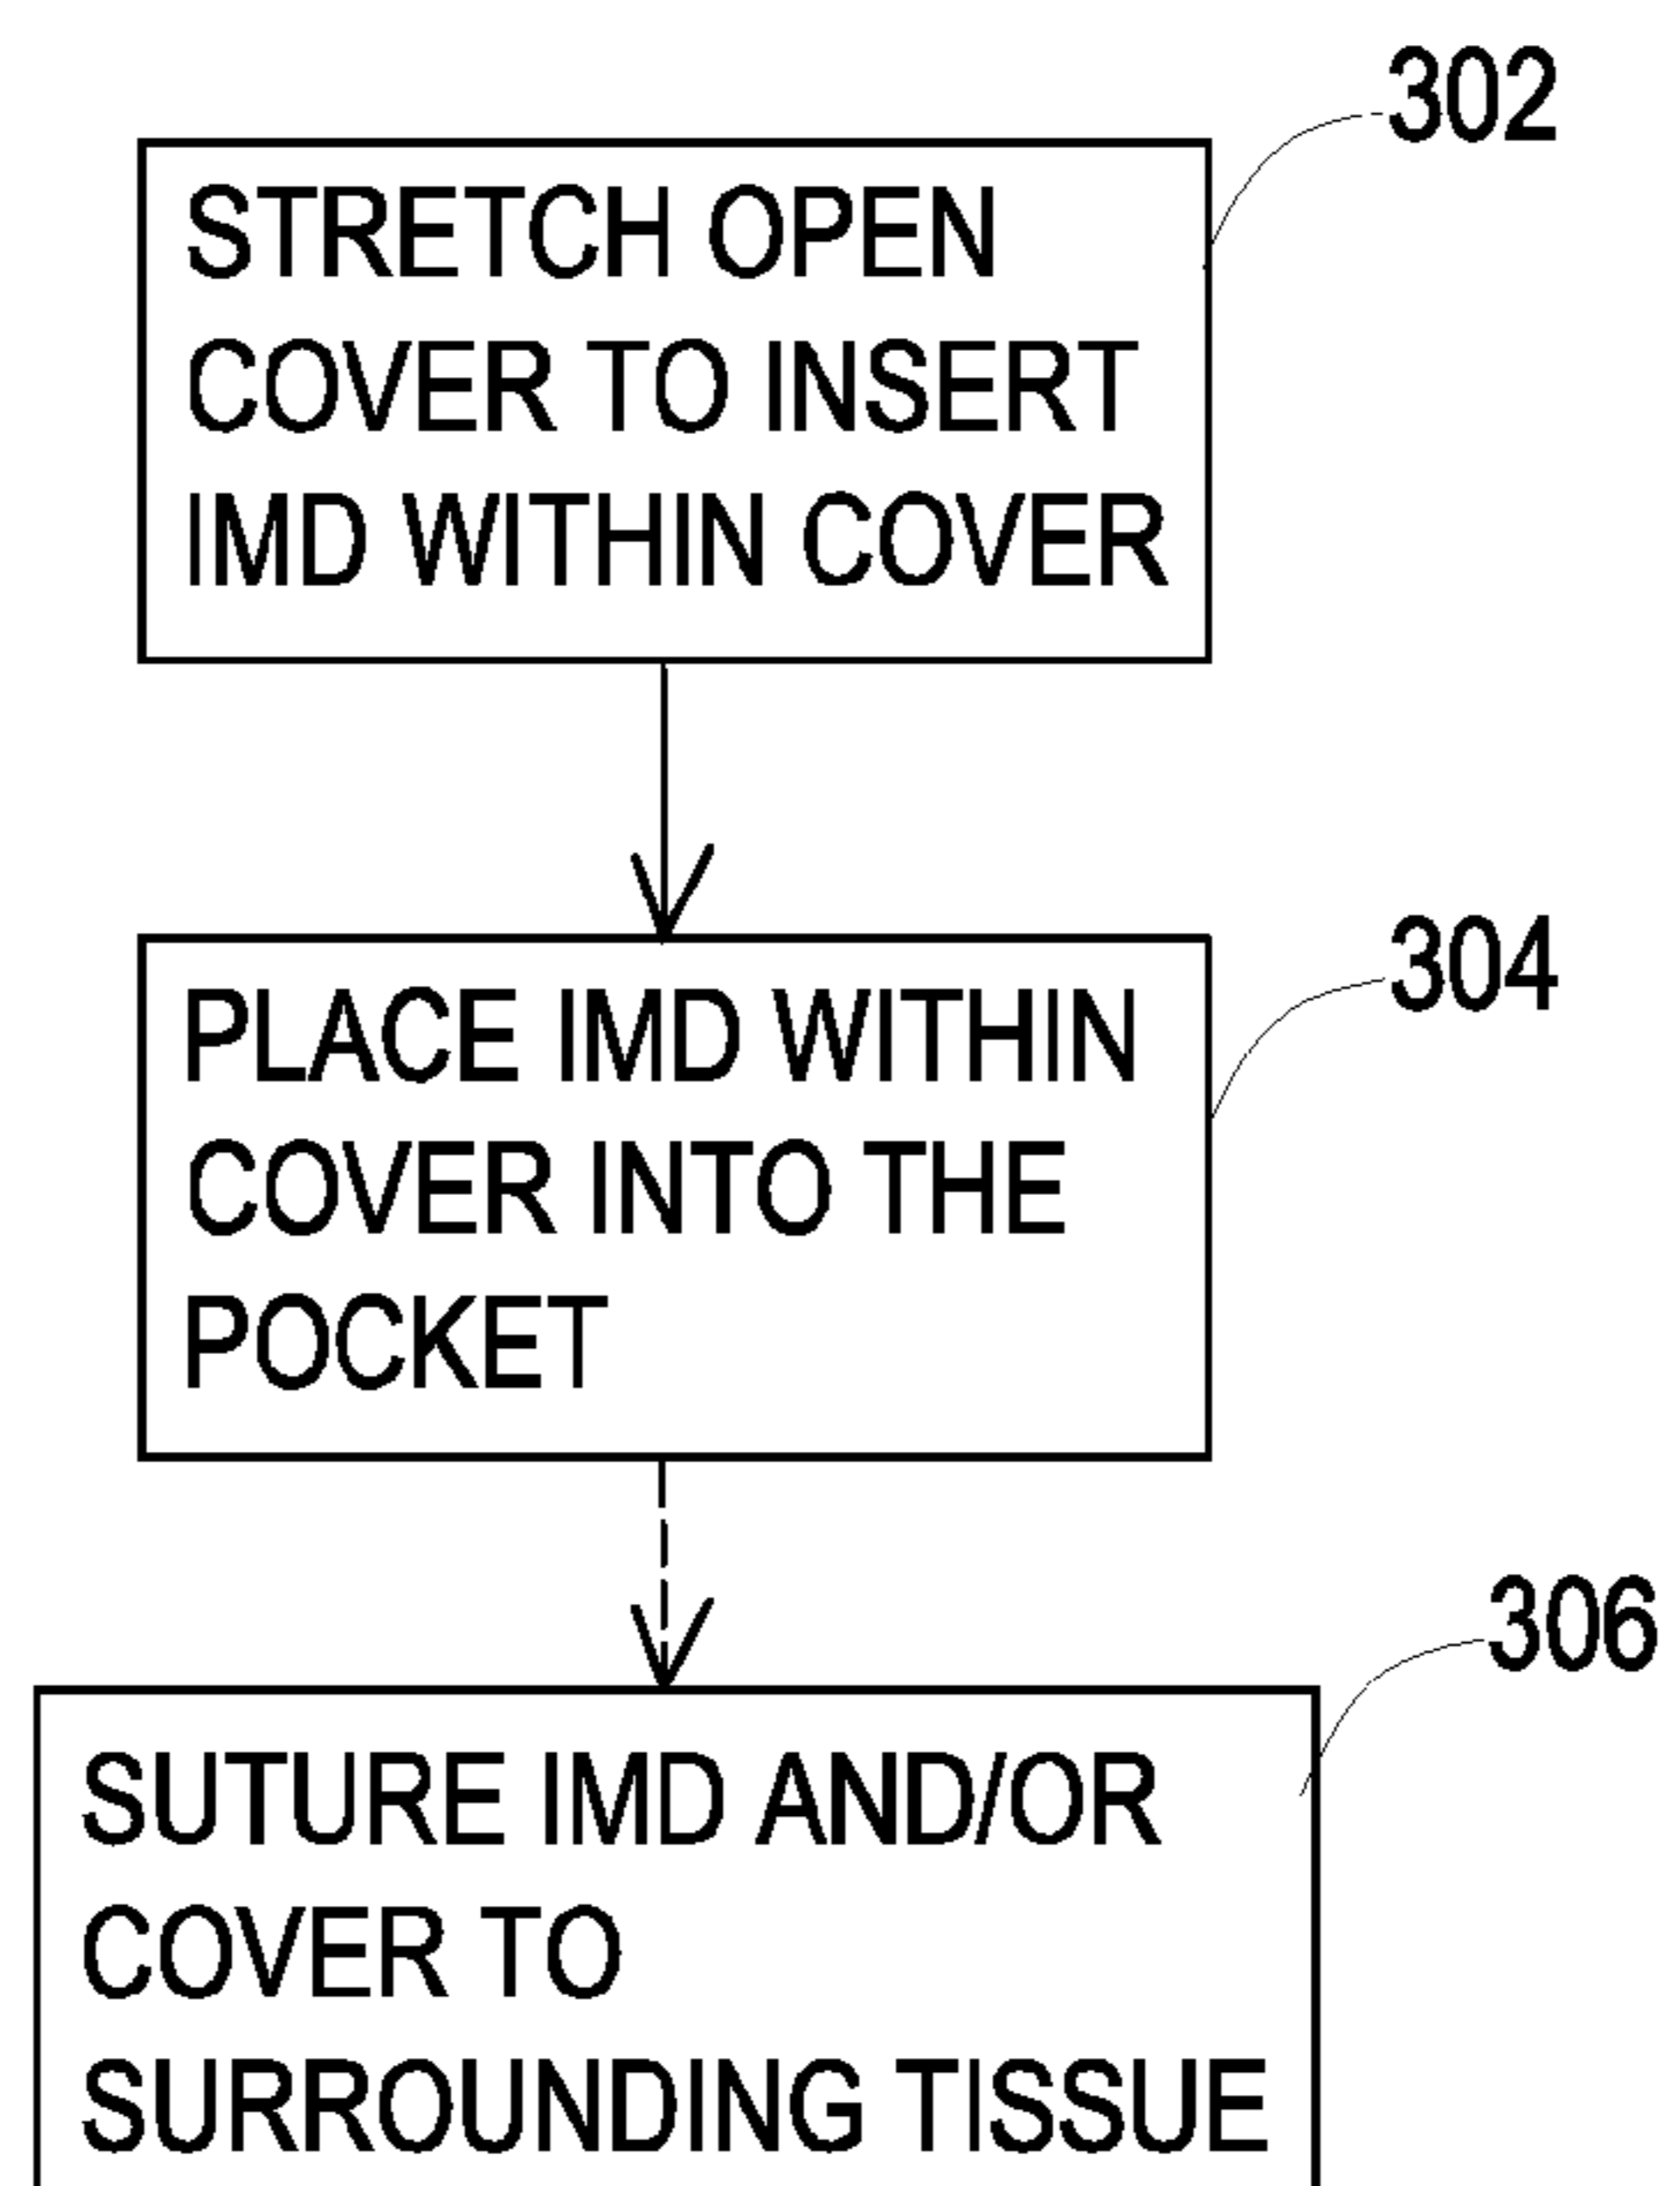 302
STRETCH OPEN
COVER TO INSERT
IMD WITHIN COVER
304
PLACE IMD WITHIN
COVER INTO THE
POCKET
306
SUTURE IMD AND/OR
COVER TO
SURROUNDING TISSUE